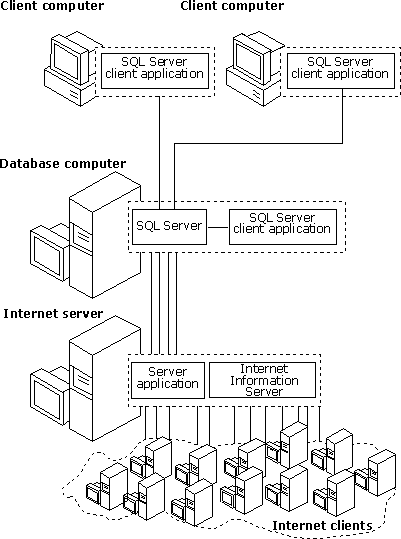 Client computer
Client computer
SQL Server
client application
SQL Server
client application
Database computer
SQL Server
SQL Server
client application
Internet server
Server
application
Internet
Information
Server
Internet clients